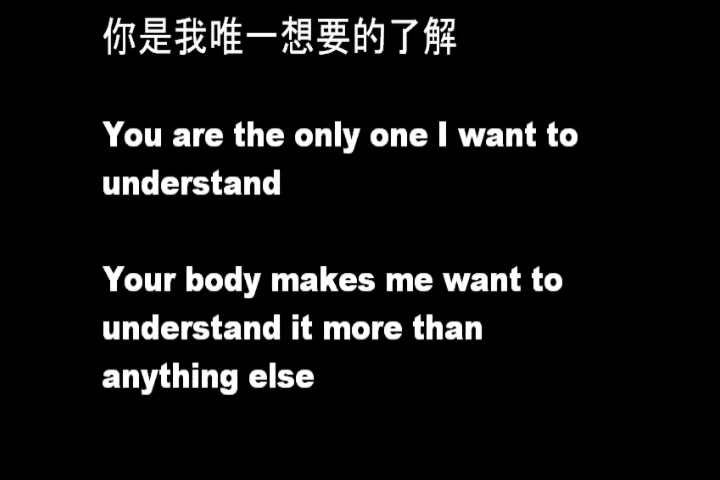 你是我唯一想要的了解
You are the only one I want to
understand
Your body makes me want to
understand it more than
anything else